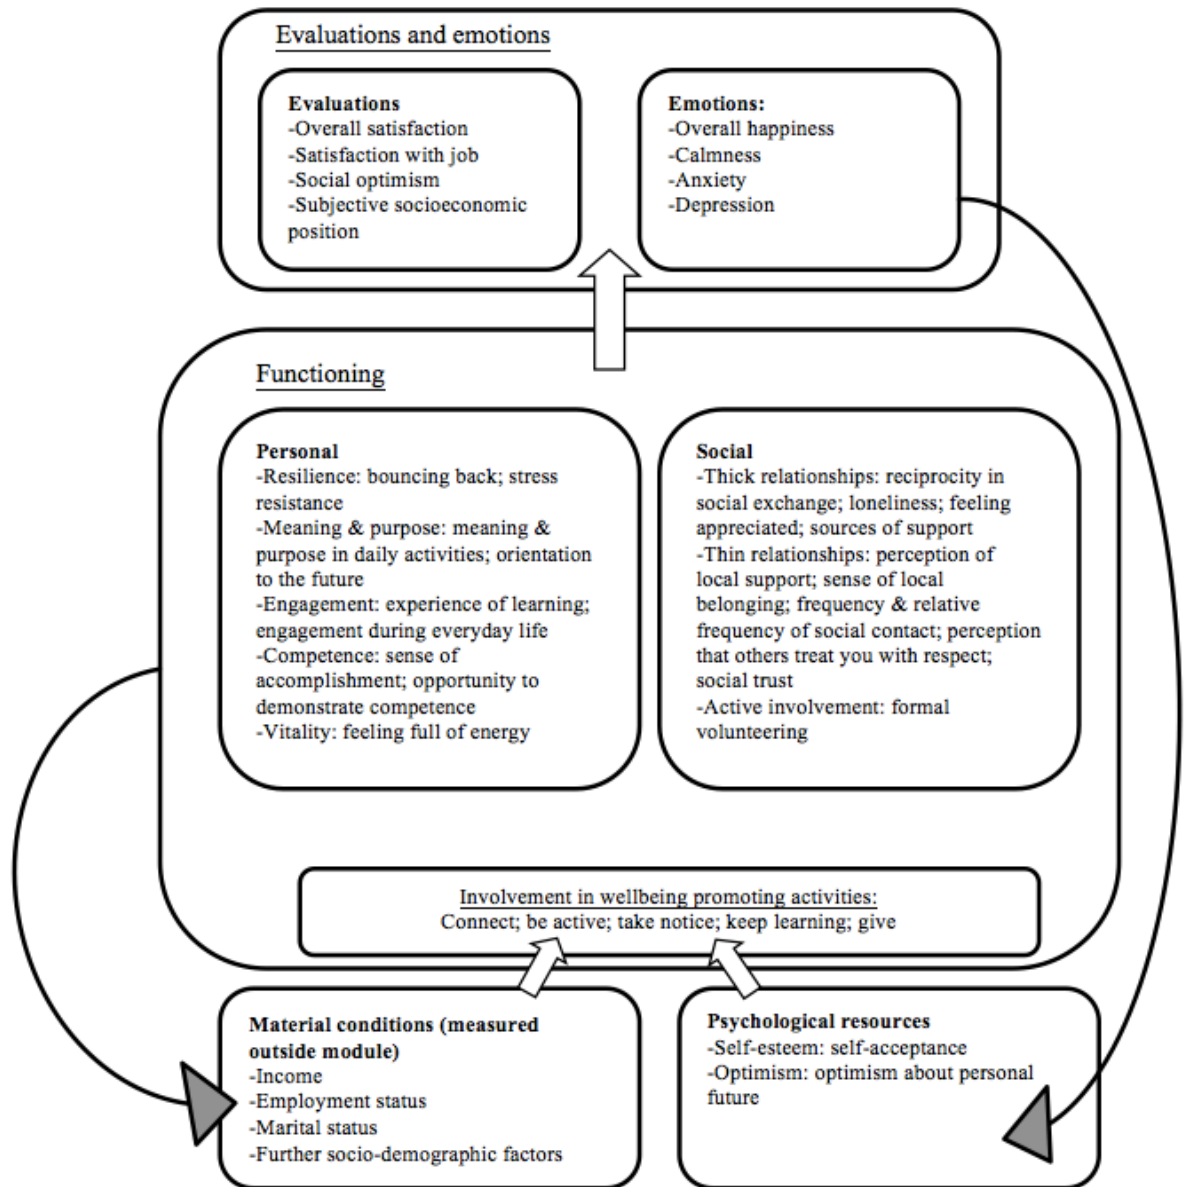 Evaluations and emotions
Evaluations
-Overall satisfaction
-Satisfaction with job
-Social optimism
-Subjective socioeconomic
position
Emotions:
-Overall happiness
-Calmness
-Anxiety
-Depression
Functioning
Personal
-Resilience: bouncing back; stress
resistance
-Meaning & purpose: meaning &
purpose in daily activities; orientation
to the future
-Engagement: experience of learning;
engagement during everyday life
-Competence: sense of
accomplishment; opportunity to
demonstrate competence
-Vitality: feeling full of energy
Social
-Thick relationships: reciprocity in
social exchange; loneliness; feeling
appreciated; sources of support
-Thin relationships: perception of
local support; sense of local
belonging; frequency & relative
frequency of social contact; perception
that others treat you with respect;
social trust
-Active involvement: formal
volunteering
Involvement in wellbeing promoting activities:
Connect; be active; take notice; keep learning; give
Material conditions (measured
outside module)
-Income
-Employment status
-Marital status
-Further socio-demographic factors
Psychological resources
-Self-esteem: self-acceptance
-Optimism: optimism about personal
future